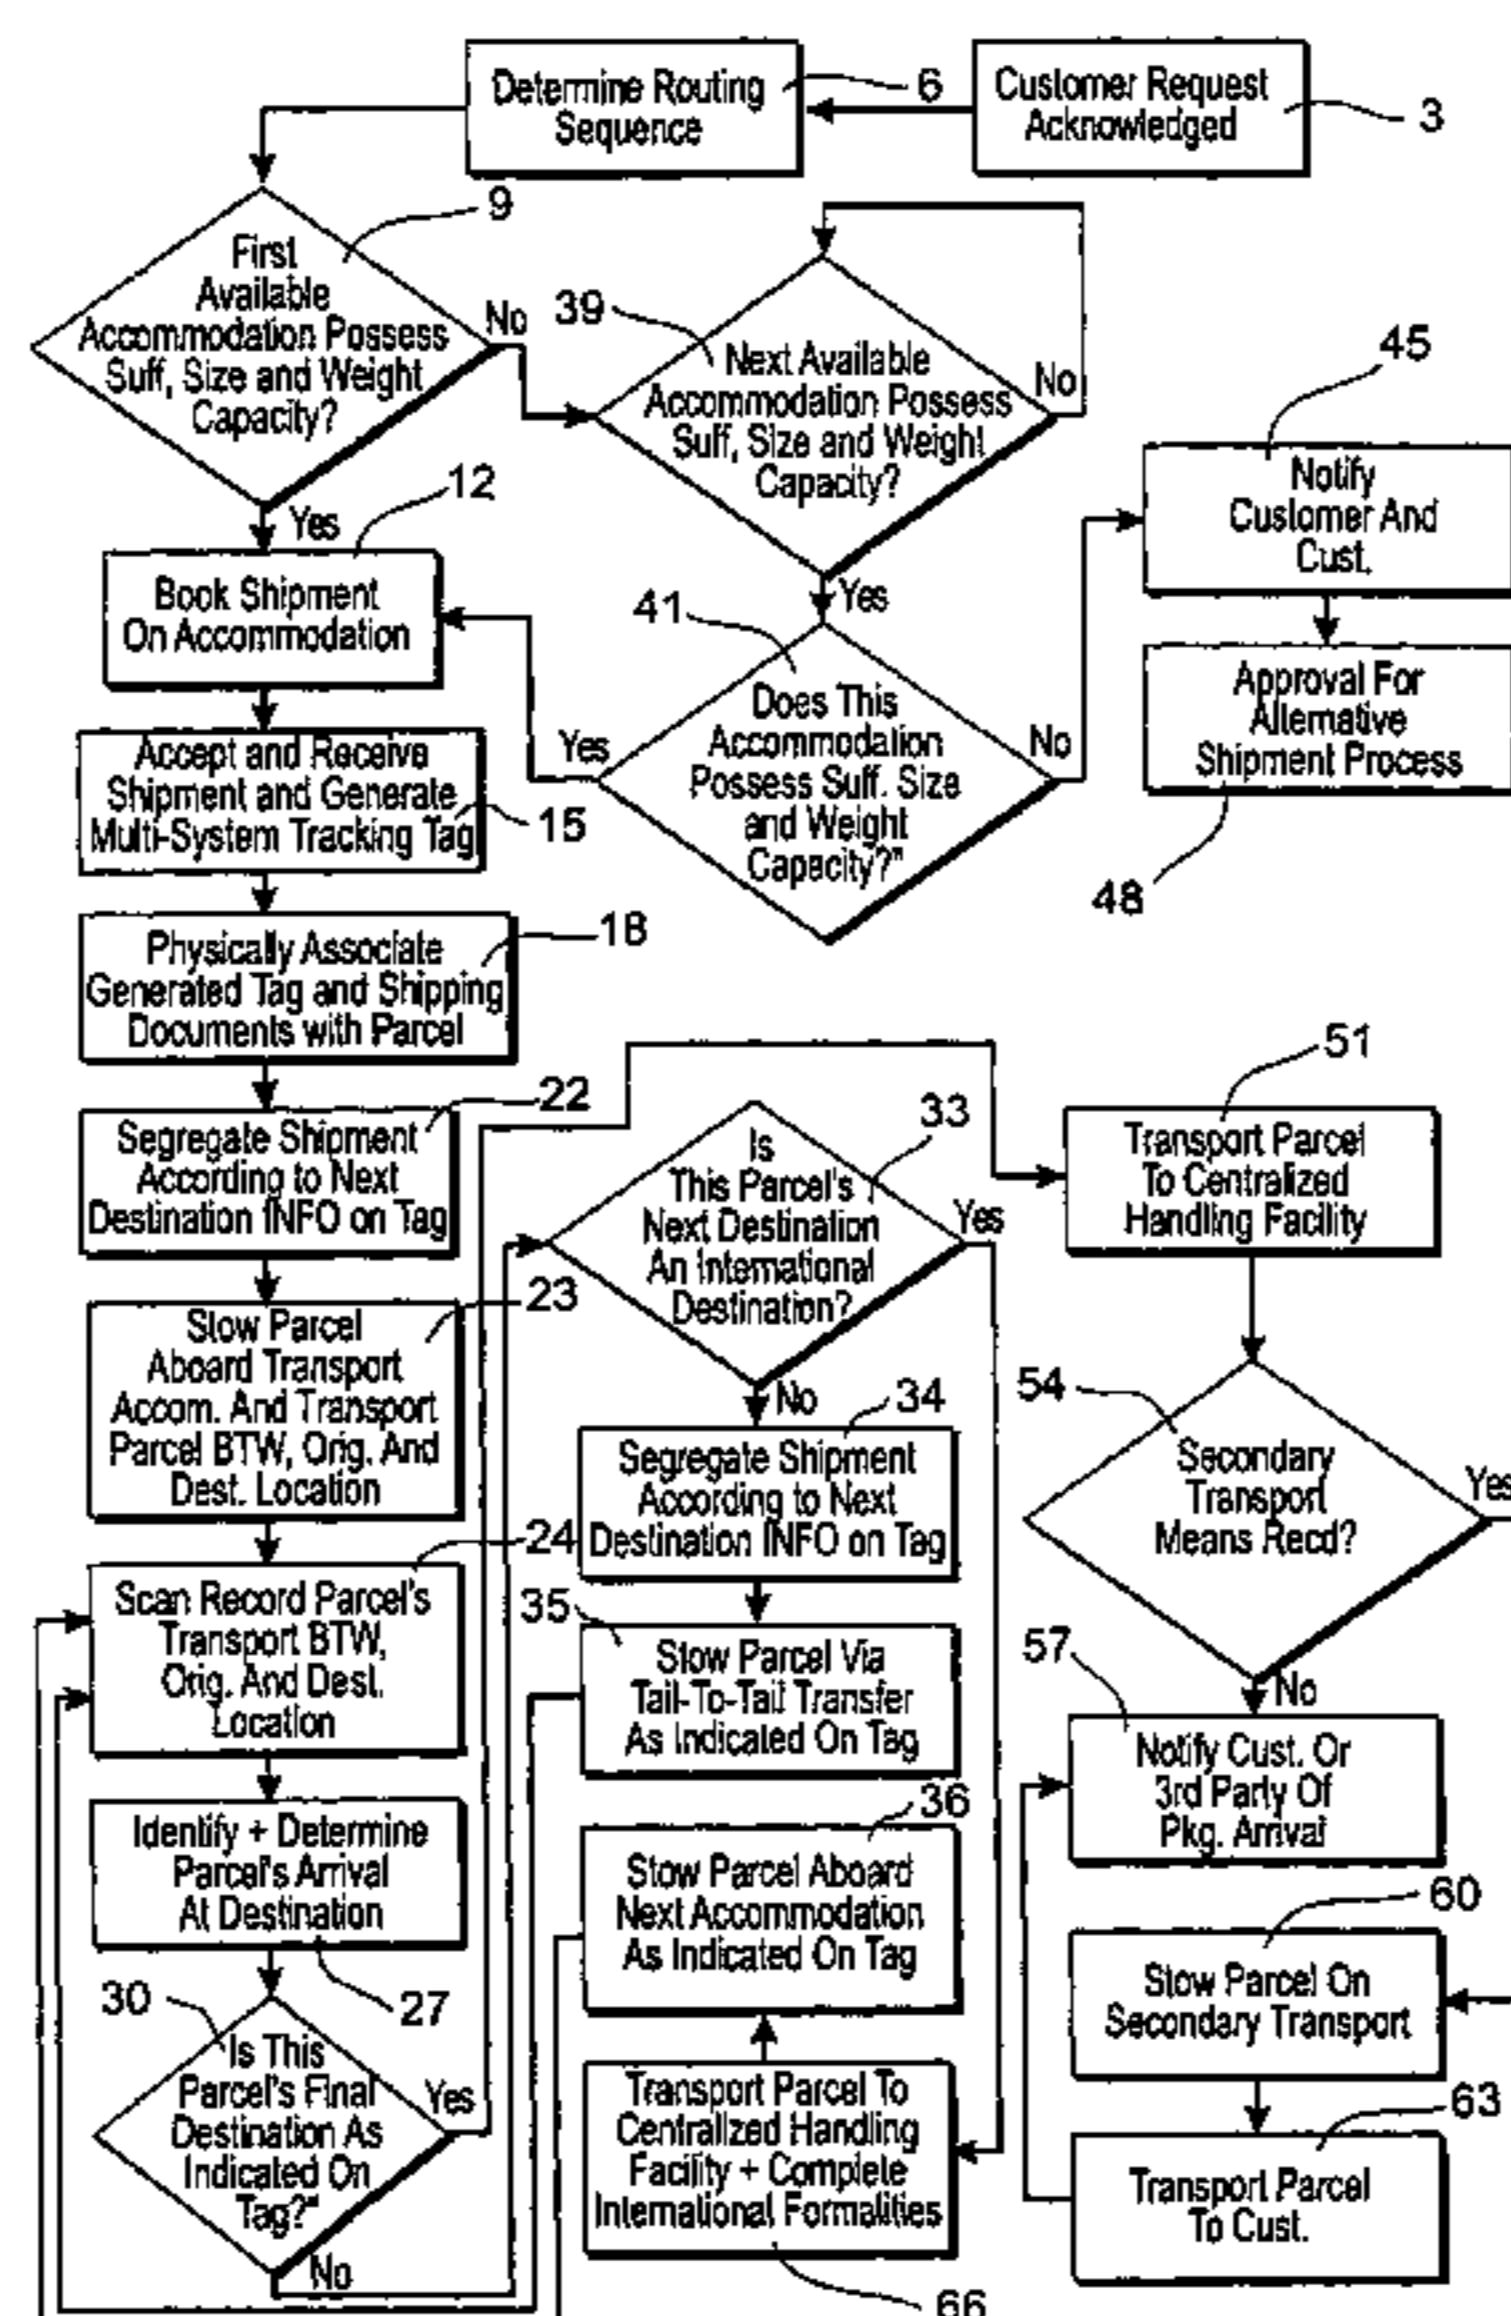 Determine Routing
Sequence
6
Customer Request
Acknowledged
3
9
First
Available
Accommodation Possess
Suff, Size and Weight
Capacity?
No
Yes
39
Next Available
Accommodation Possess
Suff, Size and Weight
Capacity?
No
Yes
45
Notify
Customer And
Cust.
12
Book Shipment
On Accommodation
41
Does This
Accommodation
Possess Suff. Size
and Weight
Capacity?"
Yes
No
Approval For
Alternative
Shipment Process
48
Accept and Receive
Shipment and Generate
Multi-System Tracking Tag
15
Physically Associate
Generated Tag and Shipping
Documents with Parcel
18
Segregate Shipment
According to Next
Destination INFO on Tag
22
Stow Parcel
Aboard Transport
Accom. And Transport
Parcel BTW, Orig. And
Dest. Location
23
Scan Record Parcel's
Transport BTW,
Orig. And Dest.
Location
24
Identify + Determine
Parcel's Arrival
At Destination
27
30
Is This
Parcel's Final
Destination As
Indicated On
Tag?"
Yes
No
33
Is
This Parcel's
Next Destination
An International
Destination?
Yes
No
34
Segregate Shipment
According to Next
Destination INFO on Tag
35
Stow Parcel Via
Tail-To-Tail Transfer
As Indicated On Tag
36
Stow Parcel Aboard
Next Accommodation
As Indicated On Tag
Transport Parcel To
Centralized Handling
Facility + Complete
International Formalities
66
51
Transport Parcel
To Centralized
Handling Facility
54
Secondary
Transport
Means Recd?
Yes
No
57
Notify Cust. Or
3rd Party Of
Pkg. Arrival
60
Stow Parcel On
Secondary Transport
63
Transport Parcel
To Cust.